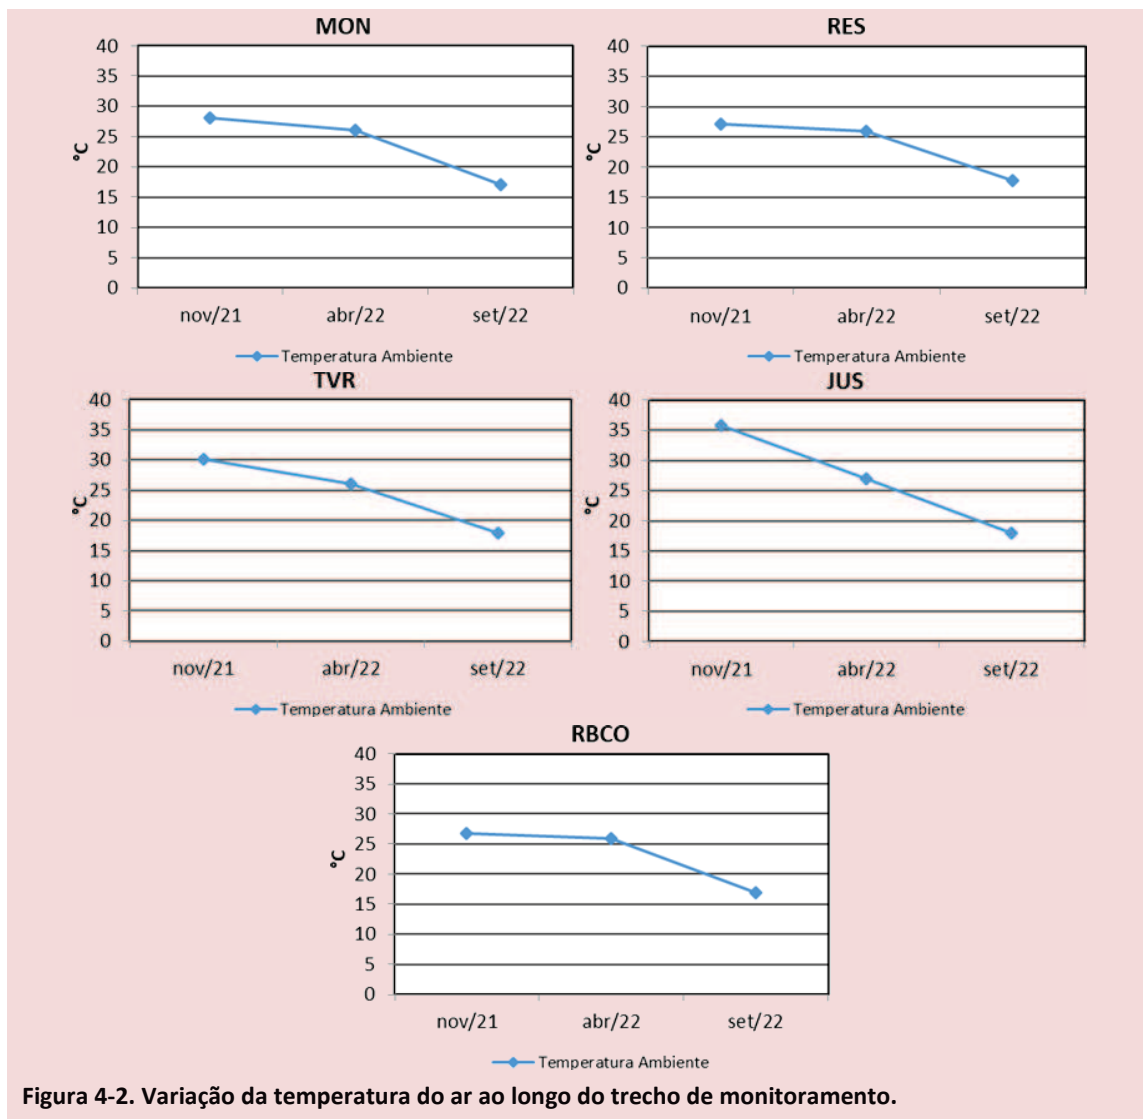 MON
40
35
30
25
20
15
10
5
0
°C
nov/21 abr/22 set/22
Temperatura Ambiente
RES
40
35
30
25
20
15
10
5
0
°C
nov/21 abr/22 set/22
Temperatura Ambiente
TVR
40
35
30
25
20
15
10
5
0
°C
nov/21 abr/22 set/22
Temperatura Ambiente
JUS
40
35
30
25
20
15
10
5
0
°C
nov/21 abr/22 set/22
Temperatura Ambiente
RBCO
40
35
30
25
20
15
10
5
0
°C
nov/21 abr/22 set/22
Temperatura Ambiente
Figura 4-2. Variação da temperatura do ar ao longo do trecho de monitoramento.